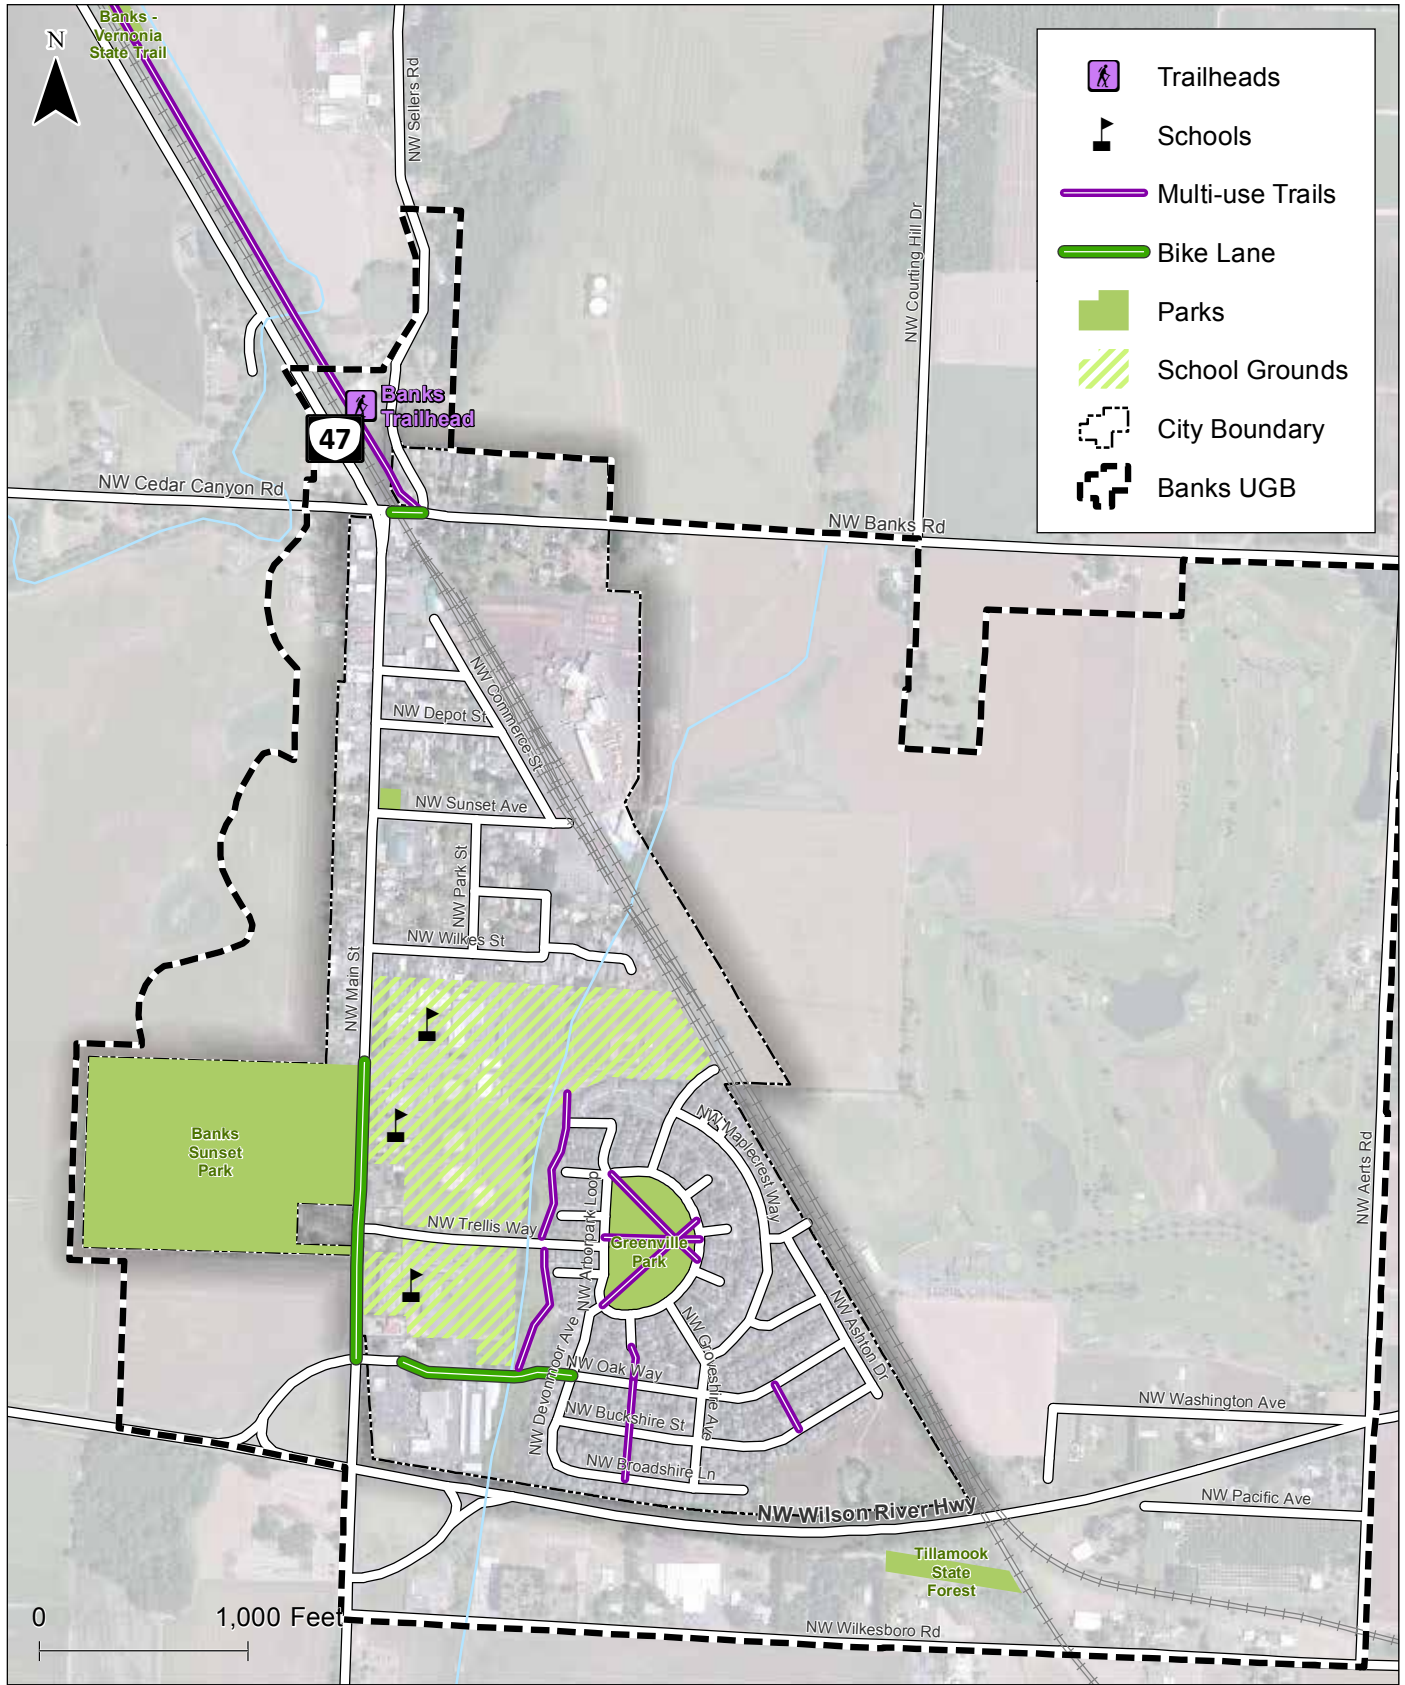 Banks -
Vernonia
State Trail
N
NW Sellers Rd
NW Courting Hill Dr
Trailheads
Schools
Multi-use Trails
Bike Lane
Parks
School Grounds
City Boundary
Banks UGB
Banks
Trailhead
47
NW Cedar Canyon Rd
NW Banks Rd
NW Commerce St
NW Depot St
NW Sunset Ave
NW Park St
NW Wilkes St
NW Main St
Banks
Sunset
Park
NW Maplecrest Way
NW Aerts Rd
NW Arborpark Loop
NW Trellis Way
Greenville
Park
NW Ashton Dr
NW Groveshire Ave
NW Devonmoor Ave
NW Oak Way
NW Buckshire St
NW Broadshire Ln
NW Washington Ave
NW Pacific Ave
NW Wilson River Hwy
Tillamook
State
Forest
0 1,000 Feet
NW Wilkesboro Rd